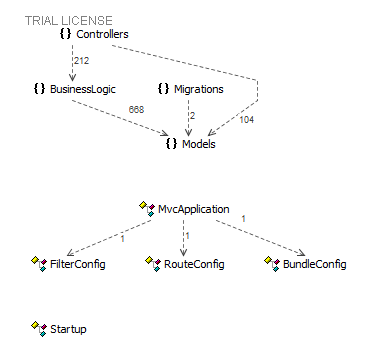 TRIAL LICENSE
{} Controllers
212
{} BusinessLogic
{} Migrations
668
2
104
{} Models
MvcApplication
1
1
1
FilterConfig
RouteConfig
BundleConfig
Startup